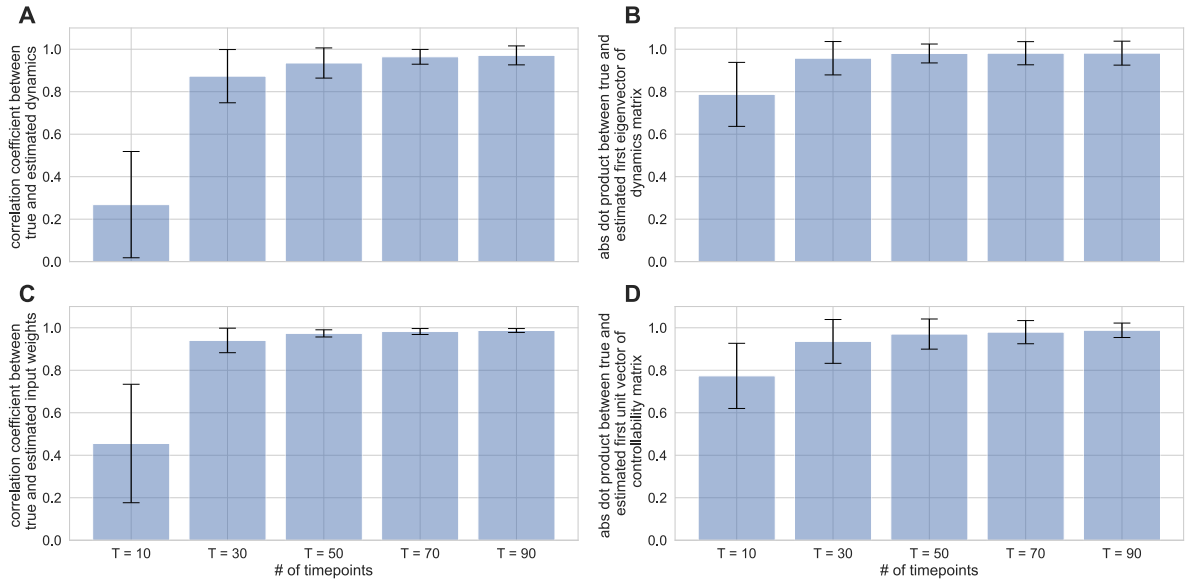 A
correlation coefficient between
true and estimated dynamics
1.0
0.8
0.6
0.4
0.2
0.0
B
abs dot product between true and
estimated first eigenvector of
dynamics matrix
1.0
0.8
0.6
0.4
0.2
0.0
C
correlation coefficient between
true and estimated input weights
1.0
0.8
0.6
0.4
0.2
0.0
T = 10
T = 30
T = 50
T = 70
T = 90
# of timepoints
D
abs dot product between true and
estimated first unit vector of
controllability matrix
1.0
0.8
0.6
0.4
0.2
0.0
T = 10
T = 30
T = 50
T = 70
T = 90
# of timepoints